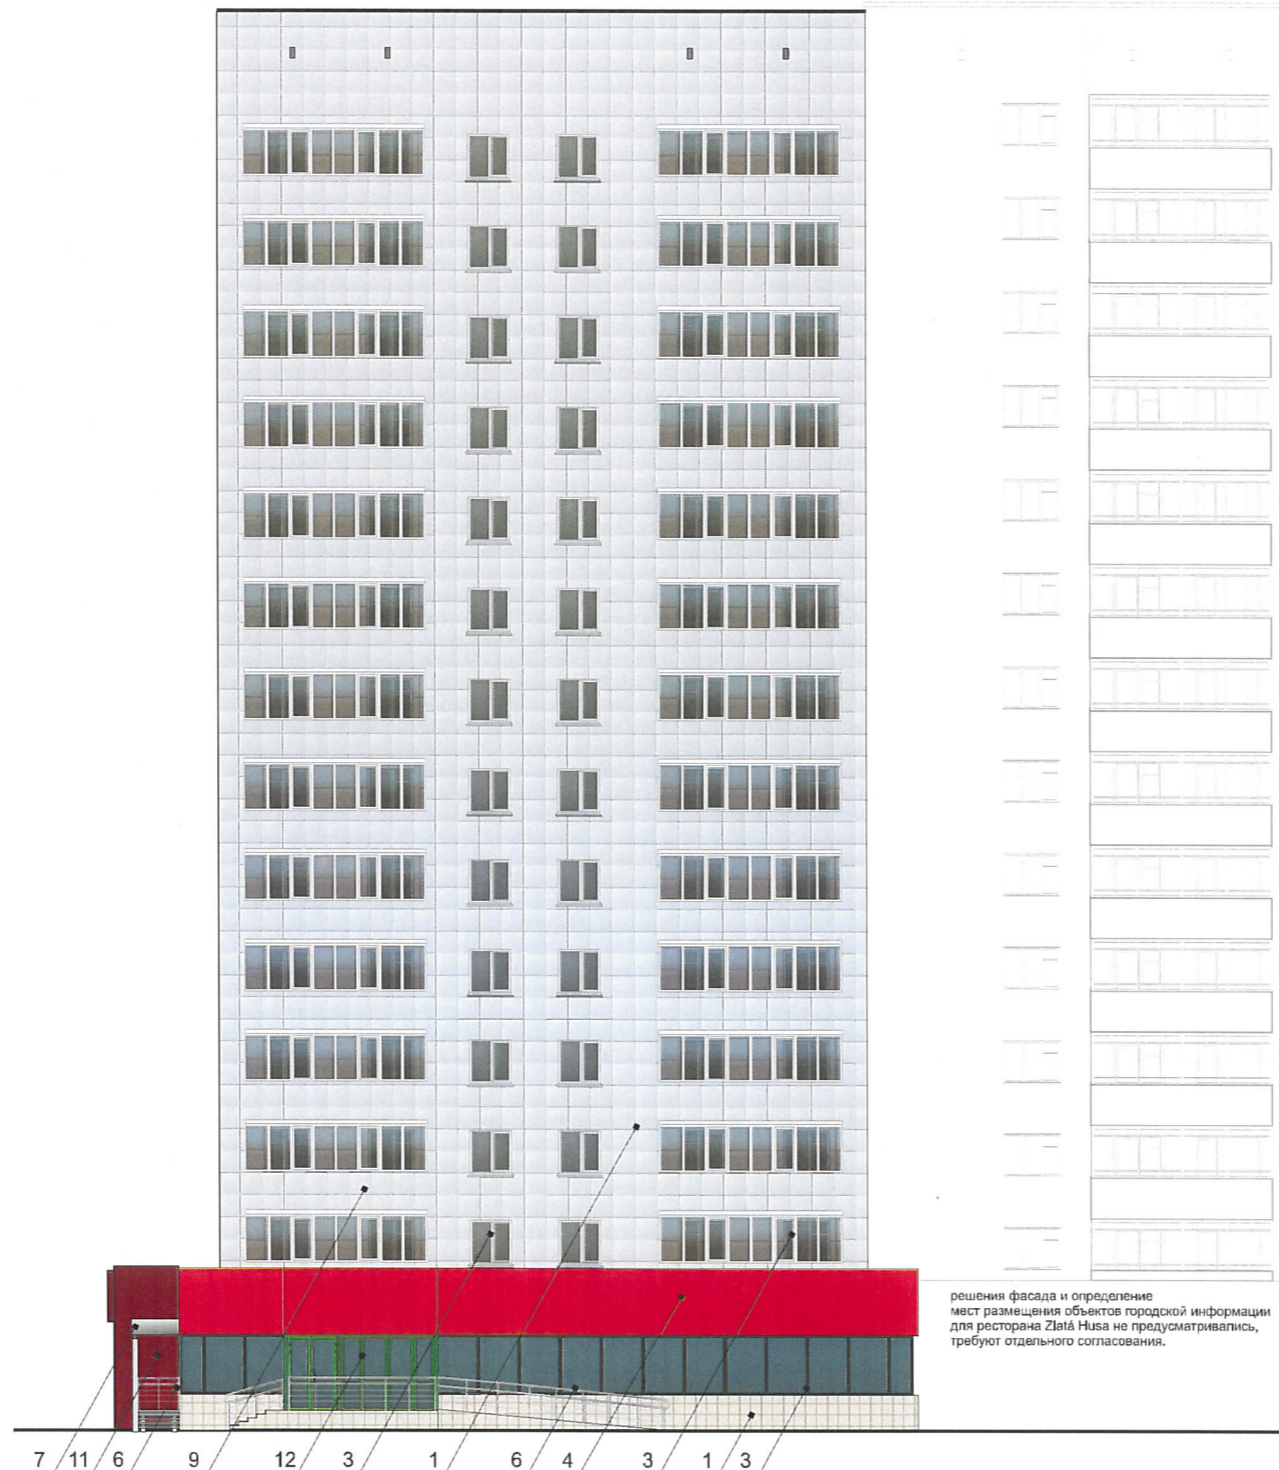 решения фасада и определение
мест размещения объектов городской информации
для ресторана Zlatá Husa не предусматривались,
требуют отдельного согласования.
7 11 6 9 12 3 1 6 4 3 1 3